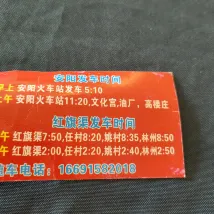 安阳发车时间
上 安阳火车站发车5:10
午 安阳火车站11:20,文化宫,油厂,高楼庄
红旗渠发车时间
午 红旗渠7:50,任村8:20,姚村8:35,林州8:50
午 红旗渠2:00,任村2:20,姚村2:40,林州2:50
车电话:16691582018